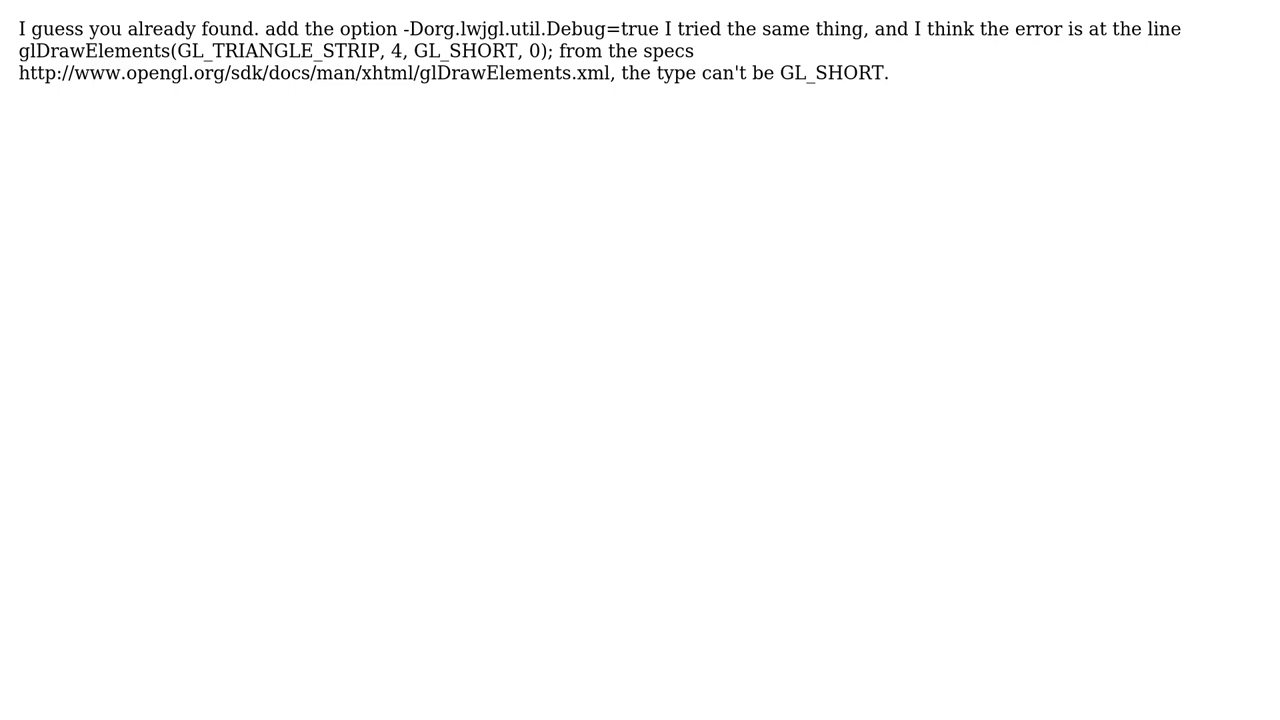 I guess you already found. add the option -Dorg.lwjgl.util.Debug=true I tried the same thing, and I think the error is at the line
glDrawElements(GL_TRIANGLE_STRIP, 4, GL_SHORT, 0); from the specs
http://www.opengl.org/sdk/docs/man/xhtml/glDrawElements.xml, the type can't be GL_SHORT.